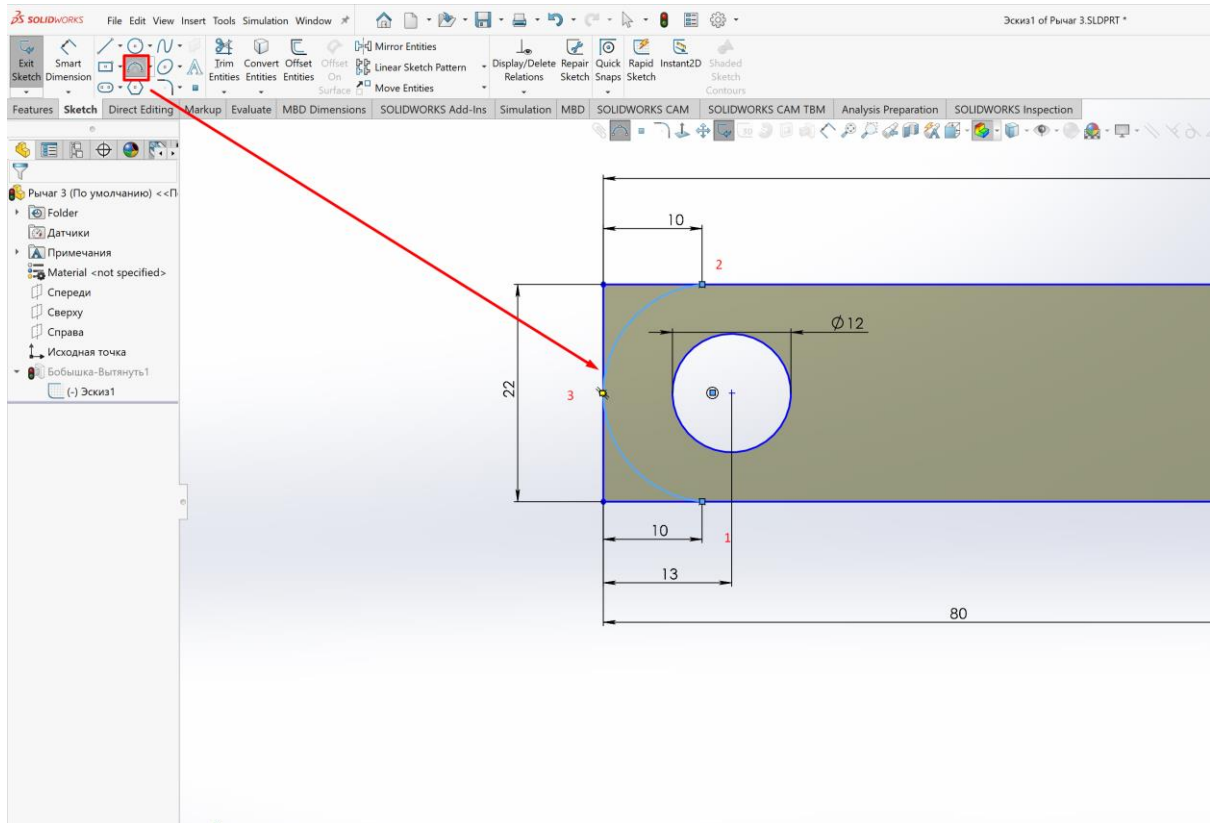 SOLIDWORKS File Edit View Insert Tools Simulation Window Эскиз1 of Рычаг 3.SLDPRT *
Exit Sketch
Smart Dimension
Trim Entities
Convert Entities
Offset Entities
Offset On Surface
Mirror Entities
Linear Sketch Pattern
Move Entities
Display/Delete Relations
Repair Sketch
Quick Snaps
Rapid Sketch
Instant2D
Shaded Sketch Contours
Features Sketch Direct Editing Markup Evaluate MBD Dimensions SOLIDWORKS Add-Ins Simulation MBD SOLIDWORKS CAM SOLIDWORKS CAM TBM Analysis Preparation SOLIDWORKS Inspection
Рычаг 3 (По умолчанию) <<П
Folder
Датчики
Примечания
Material <not specified>
Спереди
Сверху
Справа
Исходная точка
Бобышка-Вытянуть1
(-) Эскиз1
10
2
Ø12
22
3
10
1
13
80